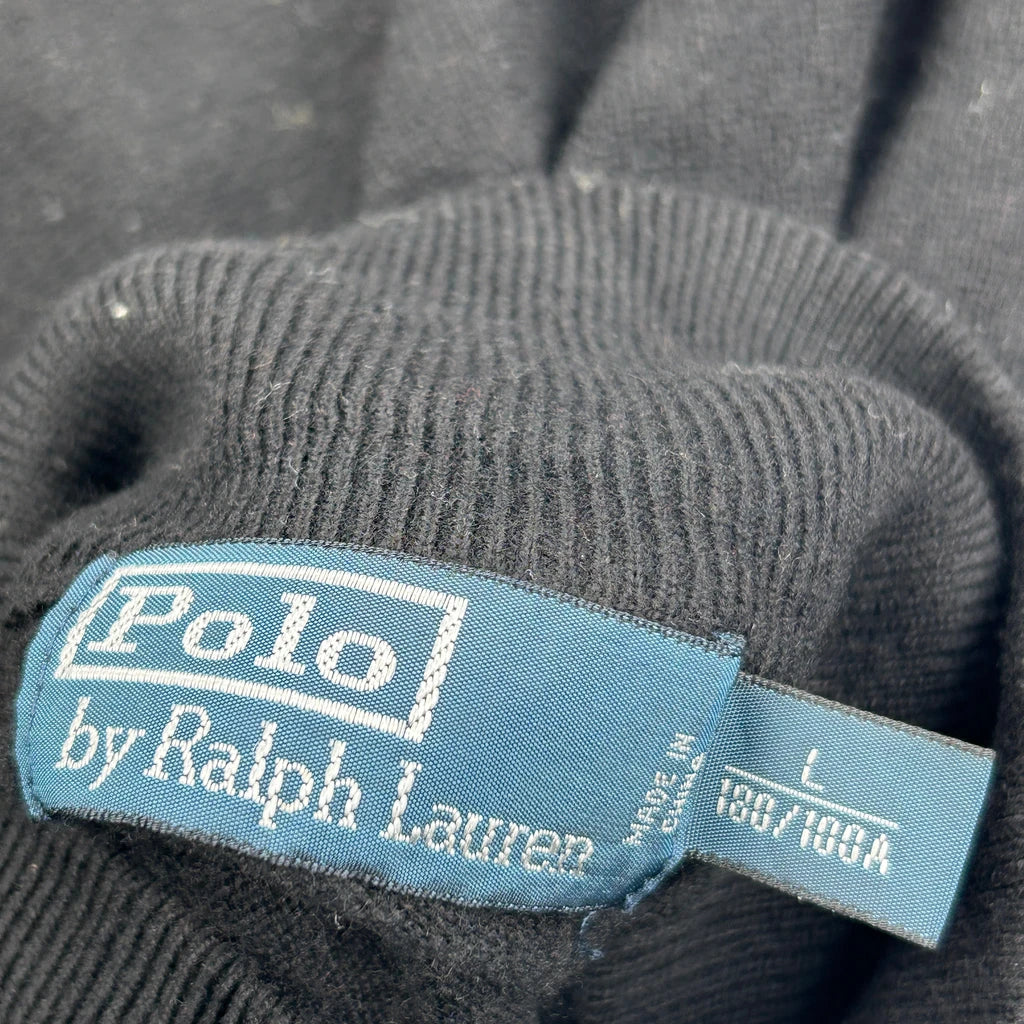 Polo
by Ralph Lauren
MADE IN
CHINA
L
180/100A